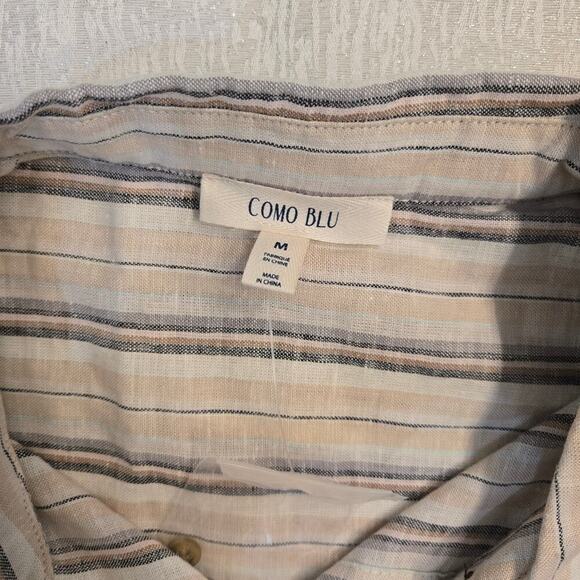 COMO BLU
M
FABRIQUÉ
EN CHINE
MADE
IN CHINA